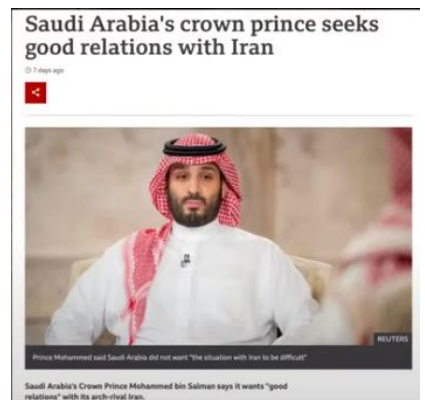 Saudi Arabia's crown prince seeks
good relations with Iran
7 days ago
REUTERS
Prince Mohammed said Saudi Arabia did not want "the situation with Iran to be difficult"
Saudi Arabia's Crown Prince Mohammed bin Salman says it wants "good
relations" with its arch-rival Iran.